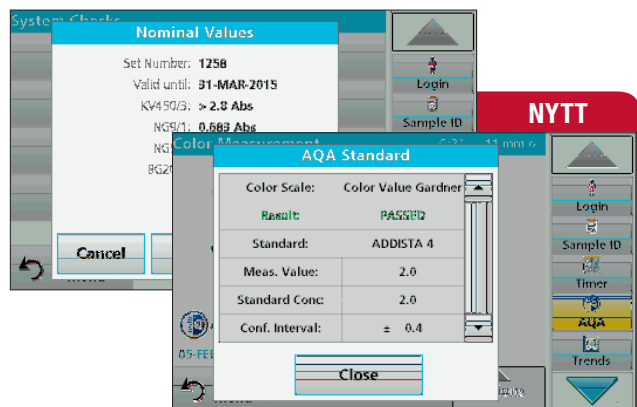 System Checks
Nominal Values
Set Number: 1258
Valid until: 31-MAR-2015
KV450/3: > 2.8 Abs
NG9/1: 0.683 Abs
Cancel
Login
Sample ID
NYTT
Color Measurement
11 mm
AQA Standard
Color Scale: Color Value Gardner
Result: PASSED
Standard: ADDISTA 4
Meas. Value: 2.0
Standard Conc: 2.0
Conf. Interval: ± 0.4
Close
Login
Sample ID
Timer
AQA
Trends